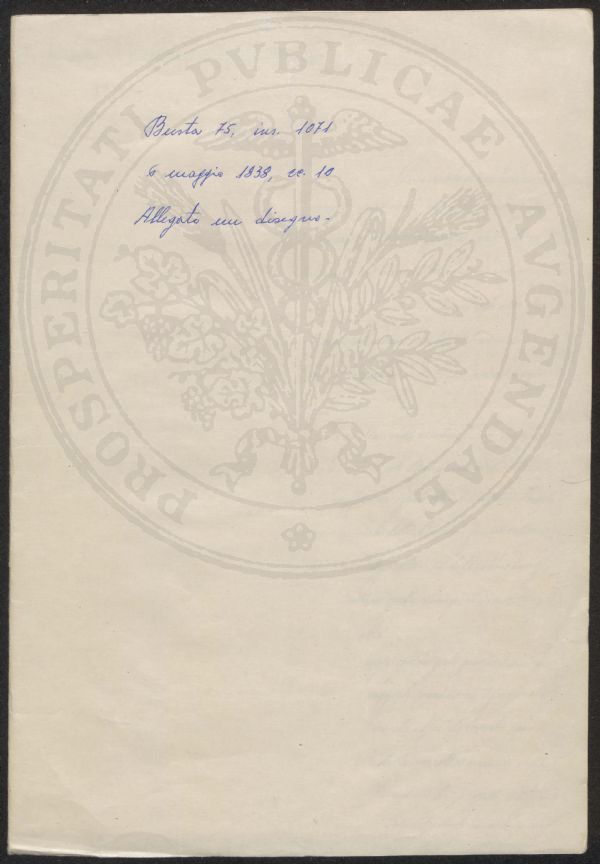 Busta 75, ins. 1071
6 maggio 1838, cc. 10
Allegato un disegno.
PROSPERITATI PVBLICAE AVGENDAE